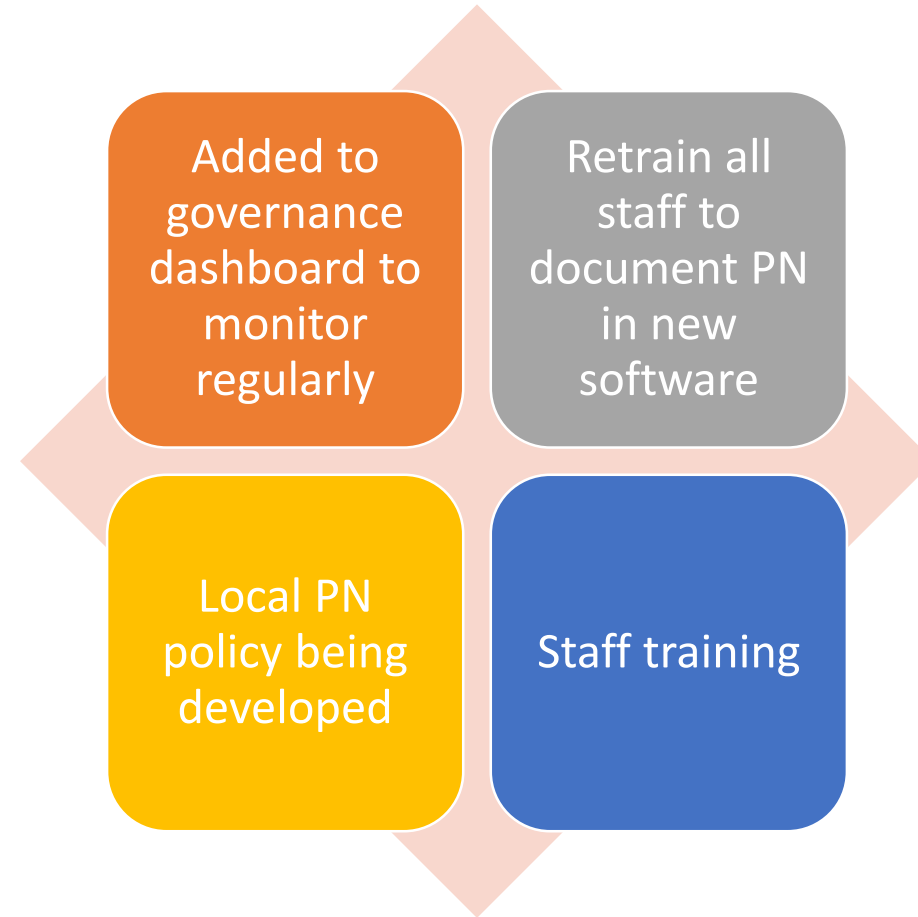 Added to
governance
dashboard to
monitor
regularly
Retrain all
staff to
document PN
in new
software
Local PN
policy being
developed
Staff training